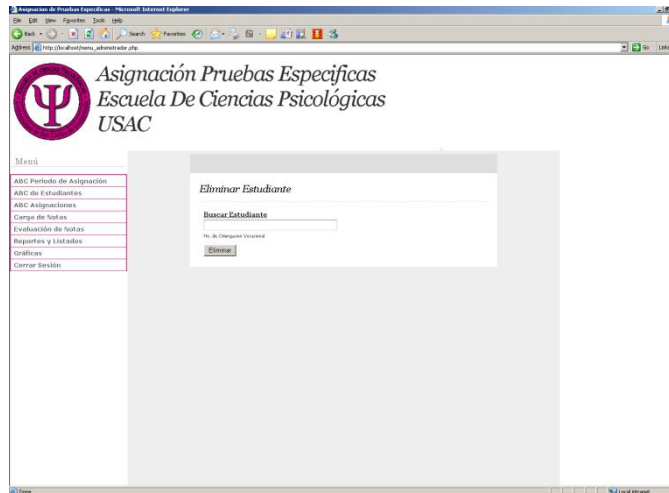 Asignacion de Pruebas Especificas - Microsoft Internet Explorer
File Edit View Favorites Tools Help
Back Search Favorites
Address http://localhost/menu_administrador.php Go Links
Asignación Pruebas Especificas
Escuela De Ciencias Psicológicas
USAC
Menú
ABC Periodo de Asignación
ABC de Estudiantes
ABC Asignaciones
Carga de Notas
Evaluación de Notas
Reportes y Listados
Gráficas
Cerrar Sesión
Eliminar Estudiante
Buscar Estudiante
No. de Orientacion Vocacional
Eliminar
Done Local intranet